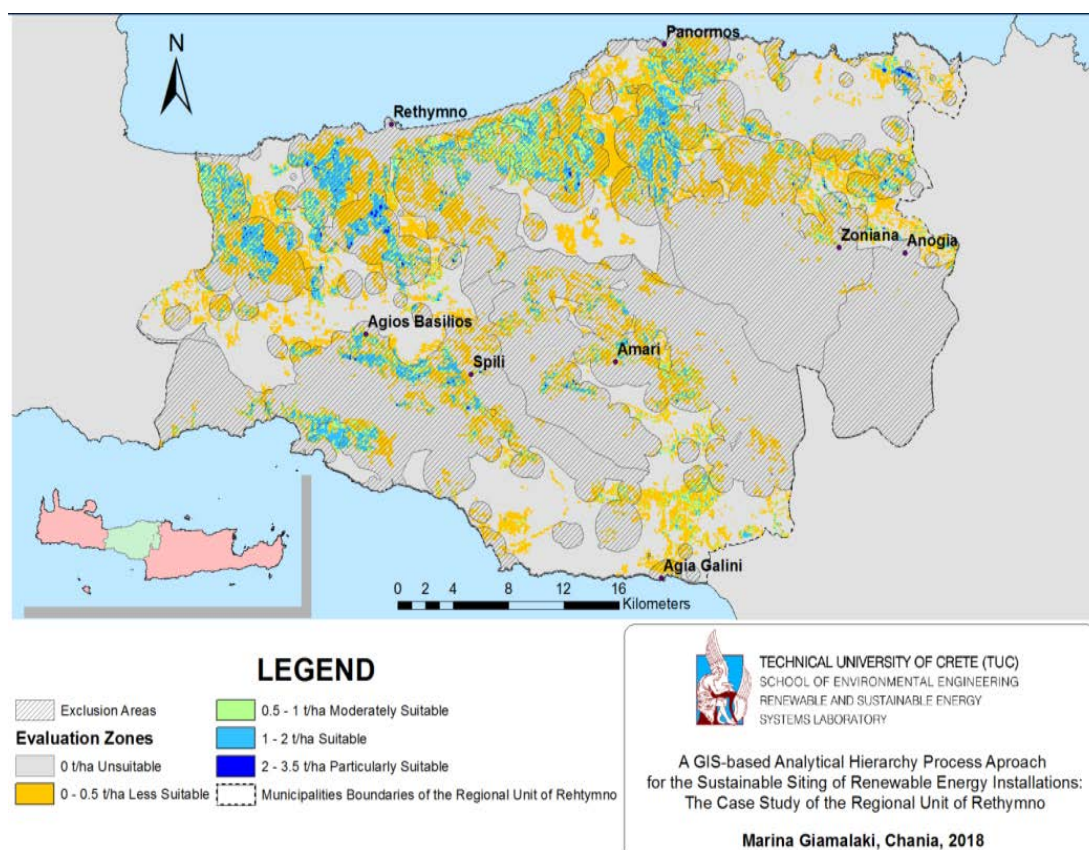 N
Panormos
Rethymno
Zoniana
Anogia
Agios Basilios
Spili
Amari
Agia Galini
0 2 4 8 12 16
Kilometers
LEGEND
Exclusion Areas
Evaluation Zones
0 t/ha Unsuitable
0 - 0.5 t/ha Less Suitable
0.5 - 1 t/ha Moderately Suitable
1 - 2 t/ha Suitable
2 - 3.5 t/ha Particularly Suitable
Municipalities Boundaries of the Regional Unit of Rehtymno
TECHNICAL UNIVERSITY OF CRETE (TUC)
SCHOOL OF ENVIRONMENTAL ENGINEERING
RENEWABLE AND SUSTAINABLE ENERGY
SYSTEMS LABORATORY
A GIS-based Analytical Hierarchy Process Aproach
for the Sustainable Siting of Renewable Energy Installations:
The Case Study of the Regional Unit of Rethymno
Marina Giamalaki, Chania, 2018